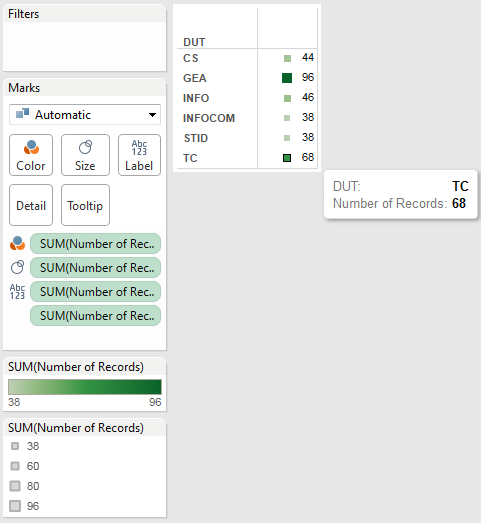 Filters
Marks
Automatic
Color
Size
Abc
123
Label
Detail
Tooltip
SUM(Number of Rec..
SUM(Number of Rec..
Abc
123
SUM(Number of Rec..
SUM(Number of Rec..
SUM(Number of Records)
38 96
SUM(Number of Records)
38
60
80
96
DUT
CS 44
GEA 96
INFO 46
INFOCOM 38
STID 38
TC 68
DUT: TC
Number of Records: 68